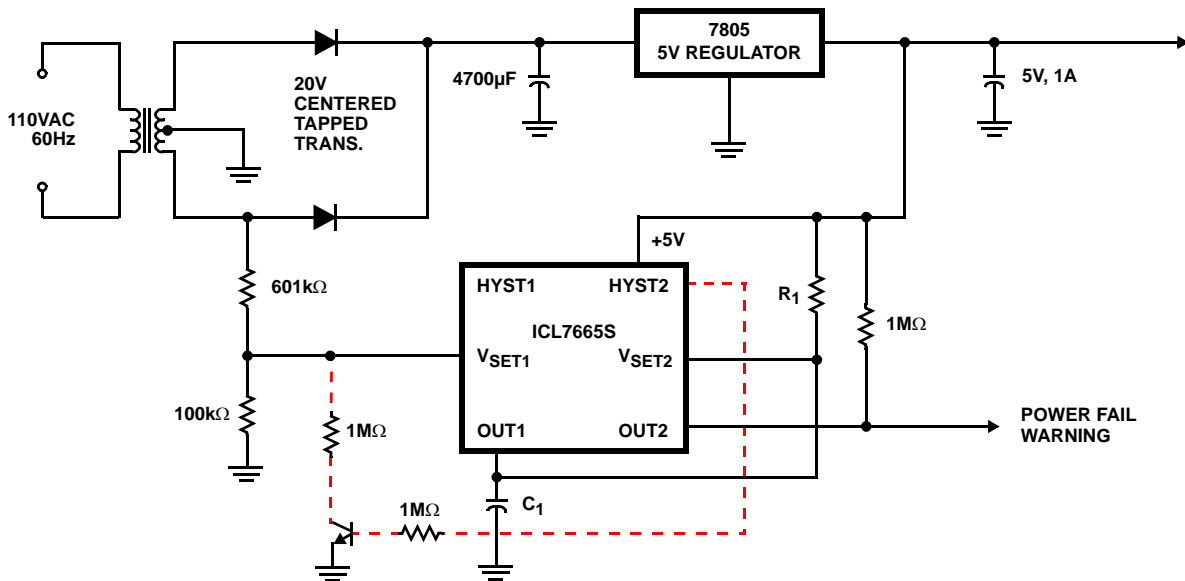 7805
5V REGULATOR
4700µF
5V, 1A
20V
CENTERED
TAPPED
TRANS.
110VAC
60Hz
+5V
601kΩ
HYST1
HYST2
R1
ICL7665S
1MΩ
VSET1
VSET2
100kΩ
1MΩ
OUT1
OUT2
POWER FAIL
WARNING
C1
1MΩ